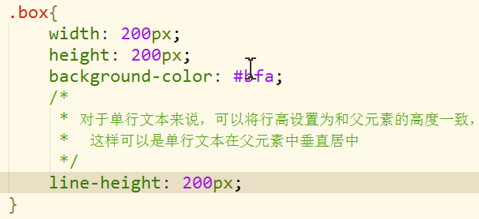 .box{
width: 200px;
height: 200px;
background-color: #bfa;
/*
* 对于单行文本来说，可以将行高设置为和父元素的高度一致，
* 这样可以是单行文本在父元素中垂直居中
*/
line-height: 200px;
}